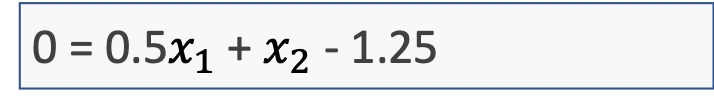 0 = 0.5𝑥₁ + 𝑥₂ - 1.25